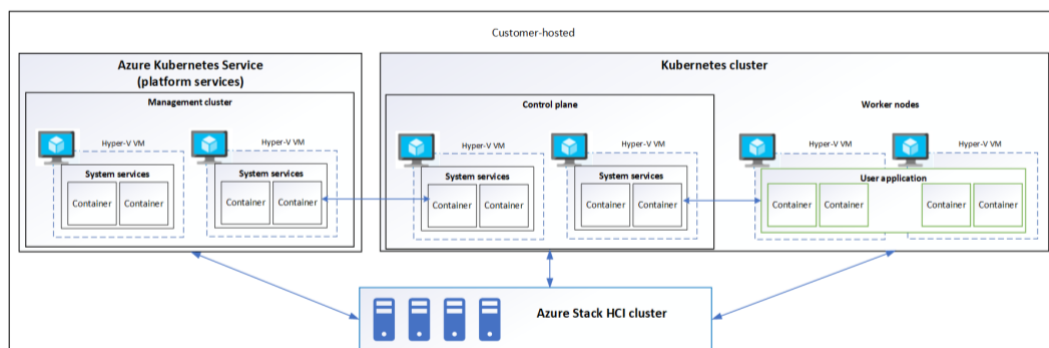 Customer-hosted
Azure Kubernetes Service
(platform services)
Kubernetes cluster
Management cluster
Control plane
Worker nodes
Hyper-V VM
Hyper-V VM
Hyper-V VM
Hyper-V VM
Hyper-V VM
Hyper-V VM
System services
System services
System services
System services
User application
Container
Container
Container
Container
Container
Container
Container
Container
Container
Container
Container
Container
Azure Stack HCI cluster